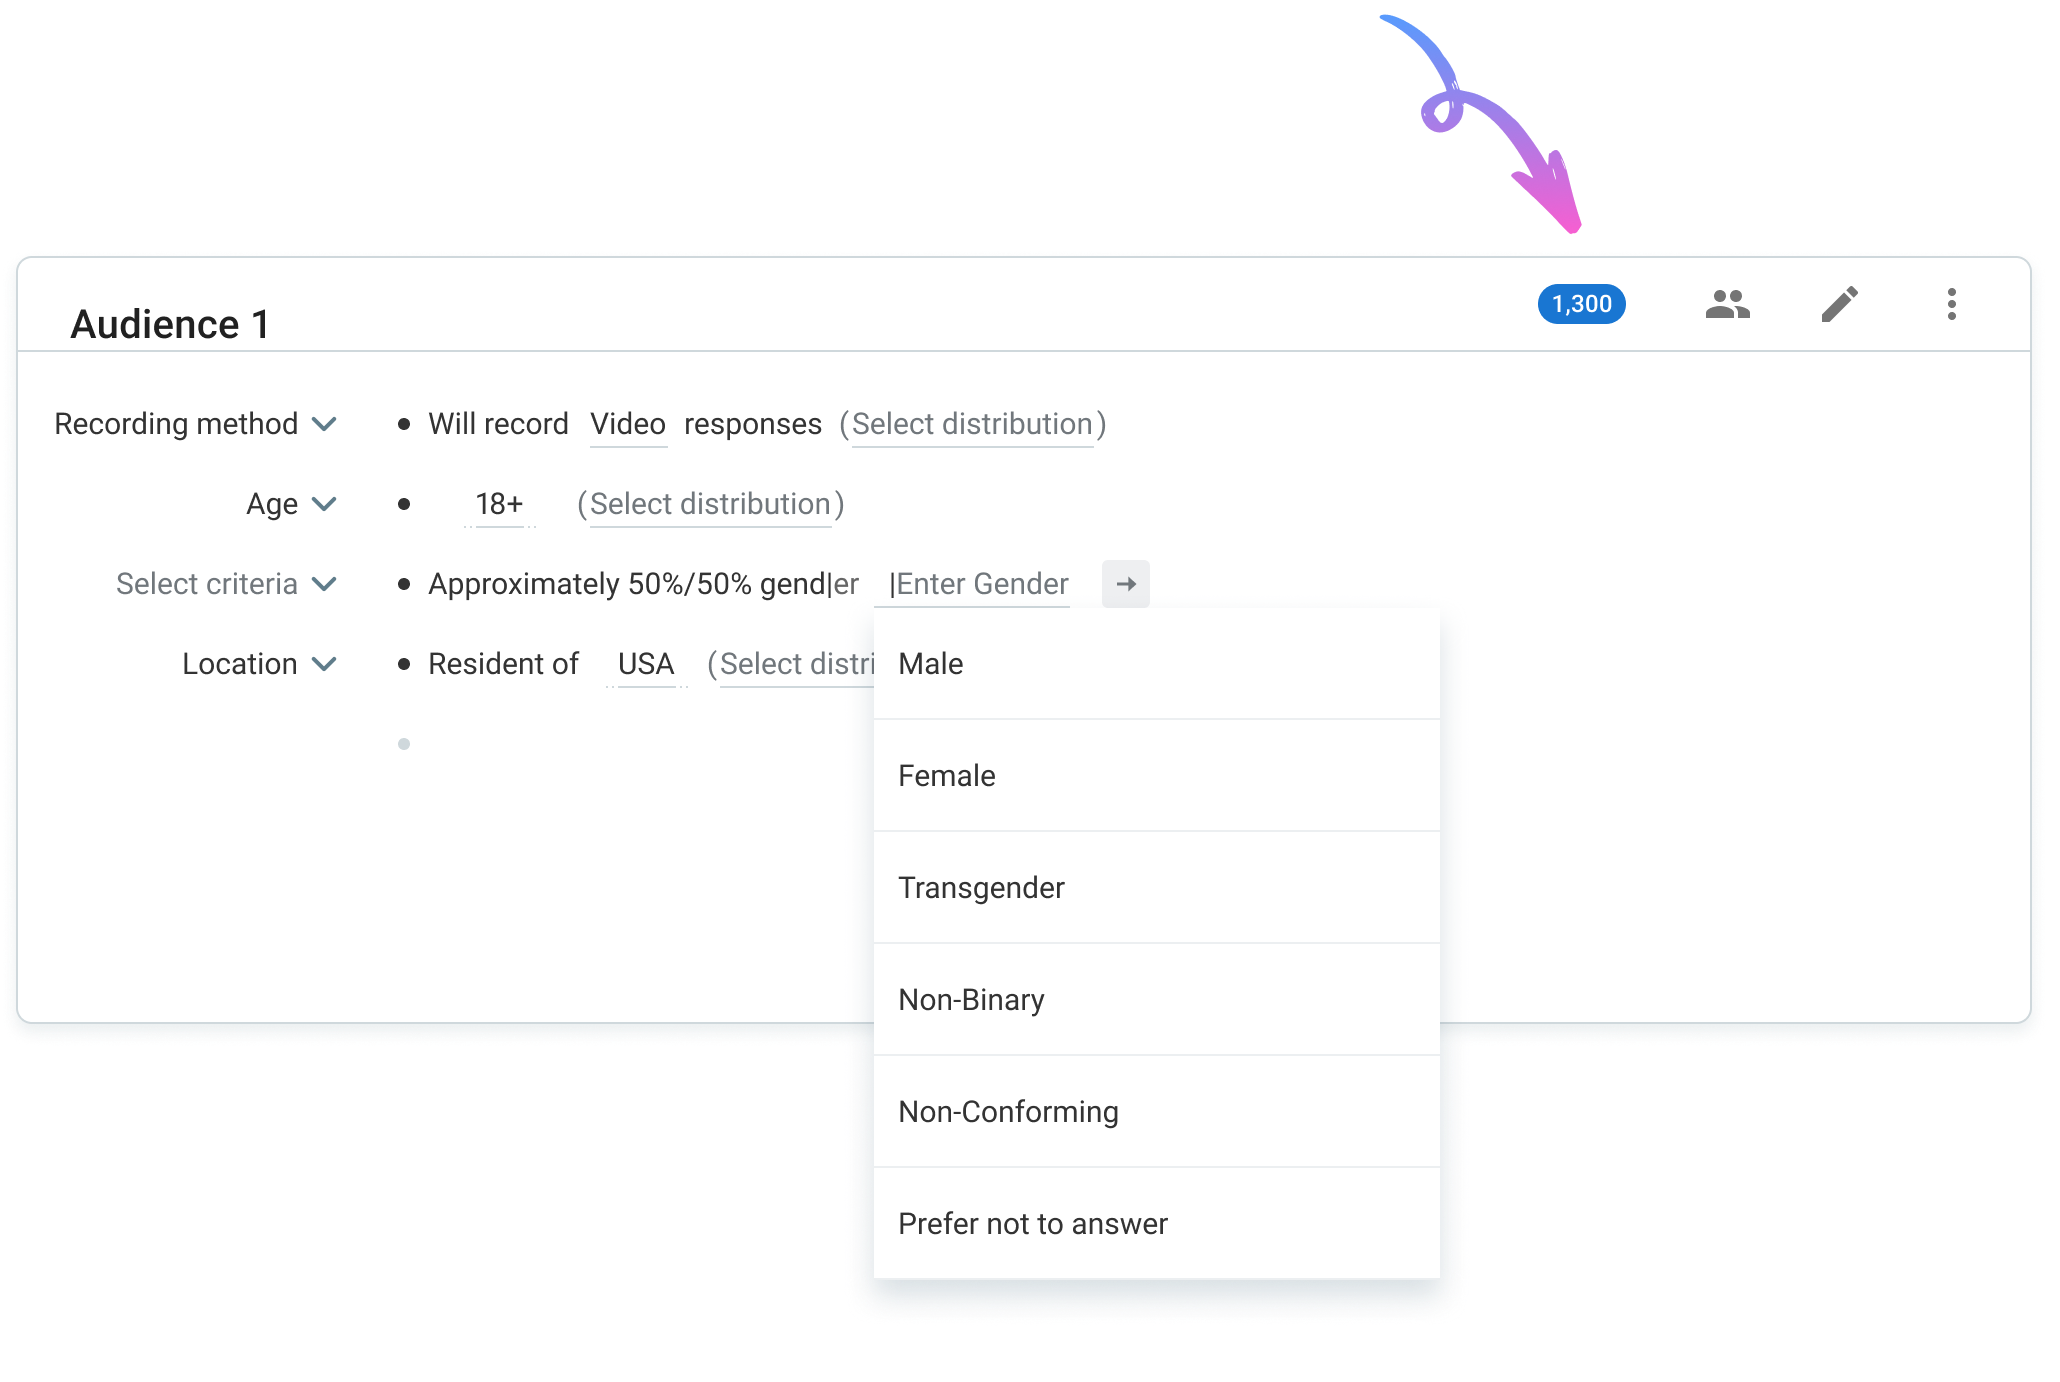 Audience 1
1,300
Recording method
Will record Video responses (Select distribution)
Age
18+ (Select distribution)
Select criteria
Approximately 50%/50% gend|er |Enter Gender
Location
Resident of USA (Select distri
Male
Female
Transgender
Non-Binary
Non-Conforming
Prefer not to answer